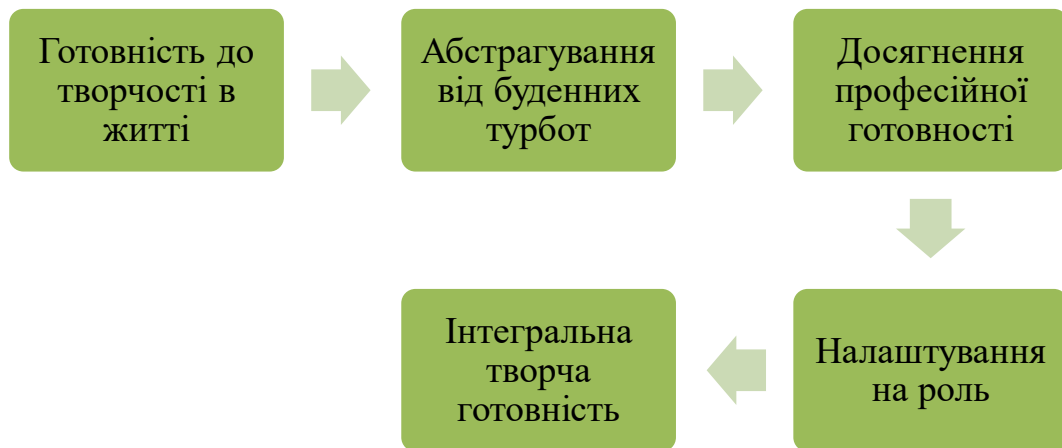 Готовність до
творчості в
житті
Абстрагування
від буденних
турбот
Досягнення
професійної
готовності
Налаштування
на роль
Інтегральна
творча
готовність